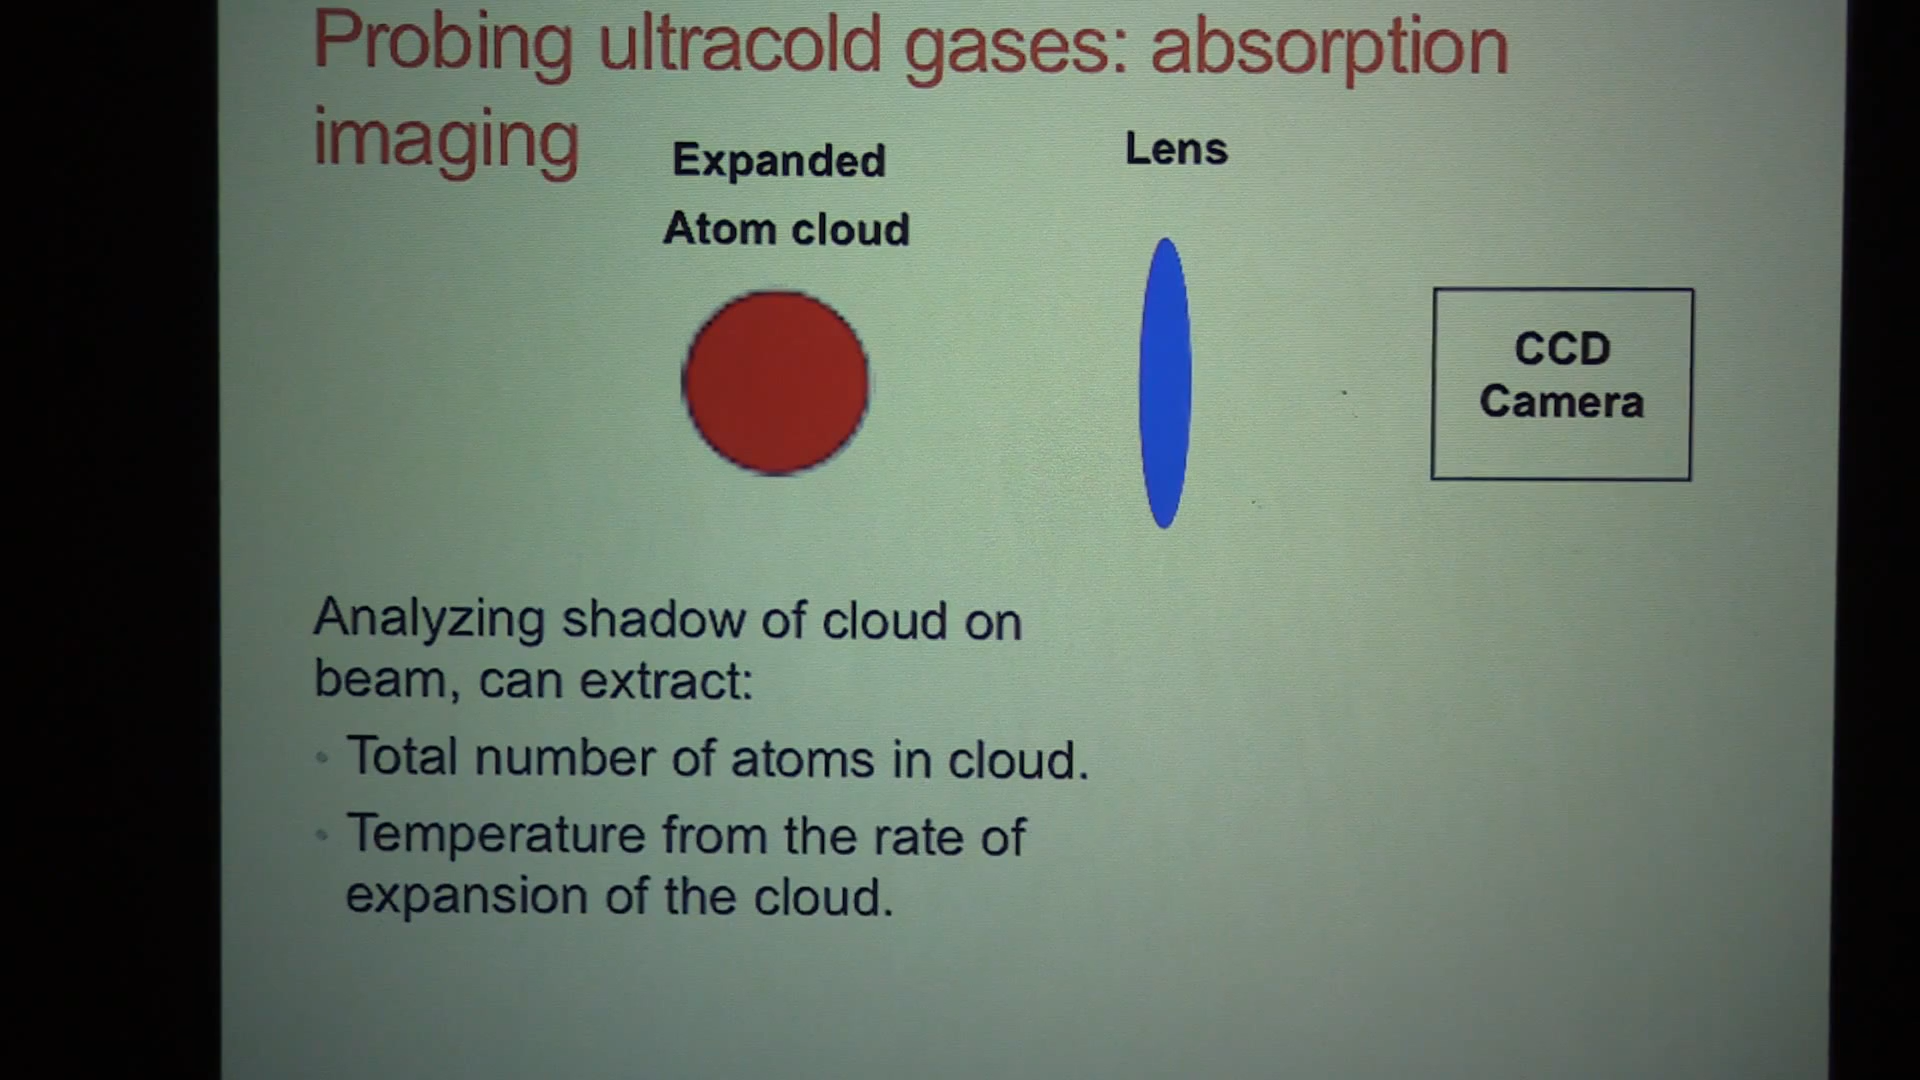 Probing ultracold gases: absorption
imaging
Expanded
Atom cloud
Lens
CCD
Camera
Analyzing shadow of cloud on
beam, can extract:
• Total number of atoms in cloud.
• Temperature from the rate of
expansion of the cloud.